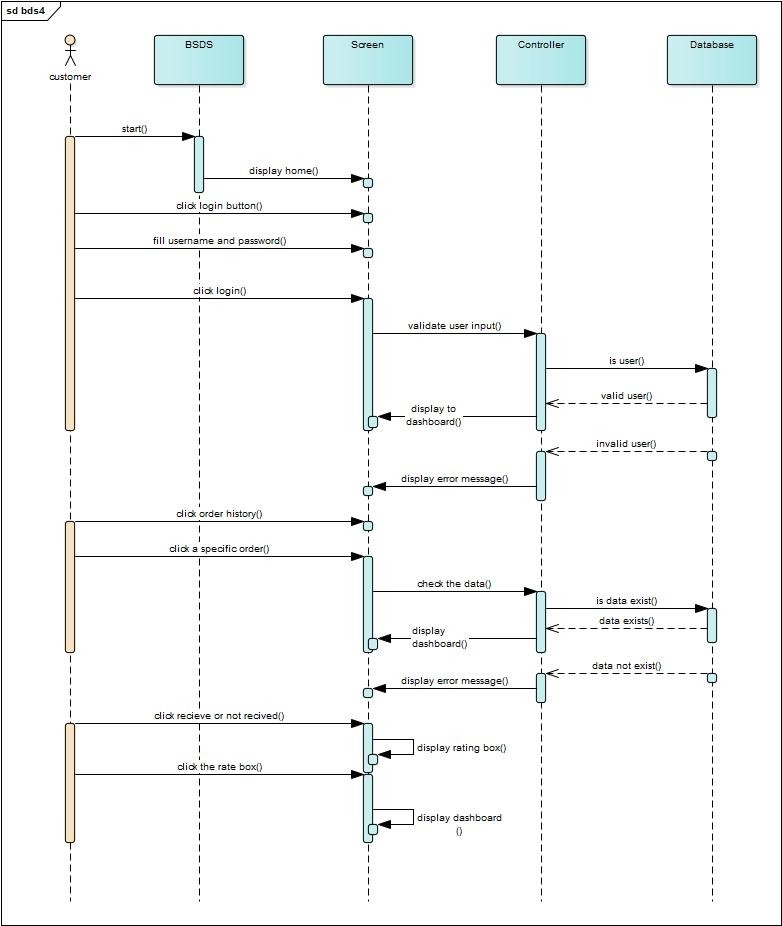 sd bds4
BSDS
Screen
Controller
Database
customer
start()
display home()
click login button()
fill username and password()
click login()
validate user input()
is user()
valid user()
display to
dashboard()
invalid user()
display error message()
click order history()
click a specific order()
check the data()
is data exist()
data exists()
display
dashboard()
data not exist()
display error message()
click recieve or not recived()
display rating box()
click the rate box()
display dashboard
()